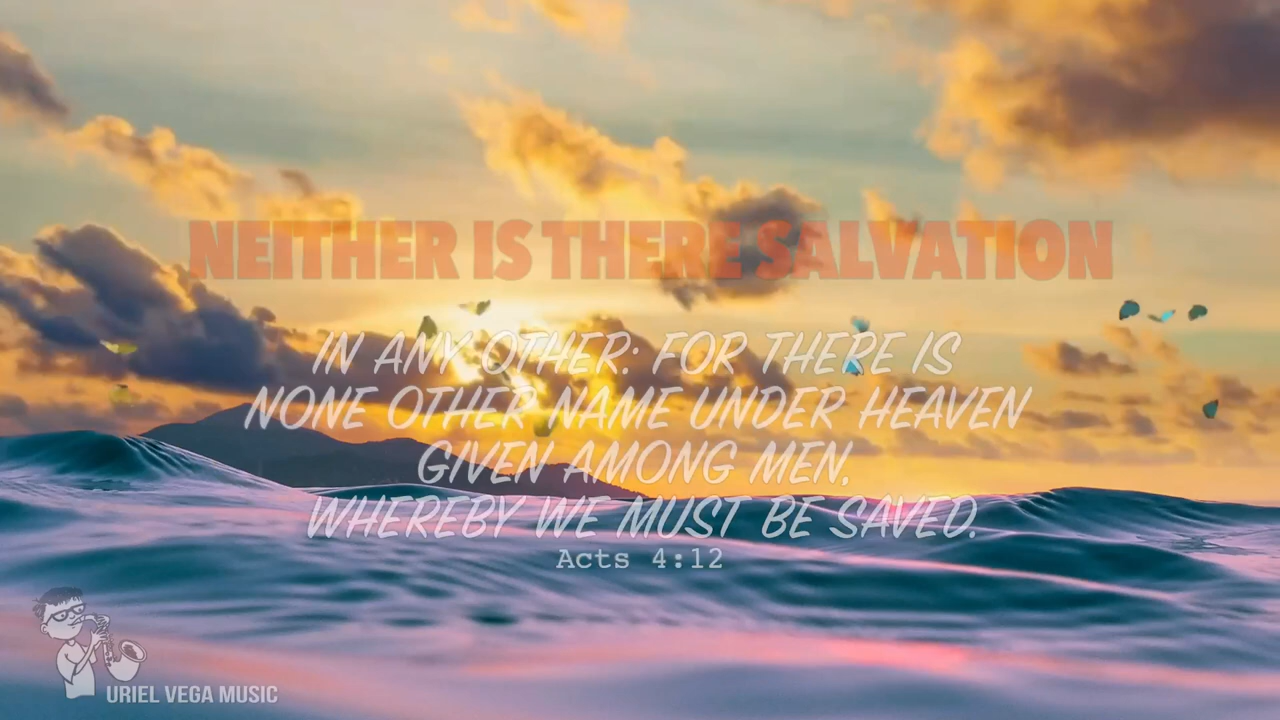 NEITHER IS THERE SALVATION
IN ANY OTHER: FOR THERE IS
NONE OTHER NAME UNDER HEAVEN
GIVEN AMONG MEN,
WHEREBY WE MUST BE SAVED.
Acts 4:12
URIEL VEGA MUSIC